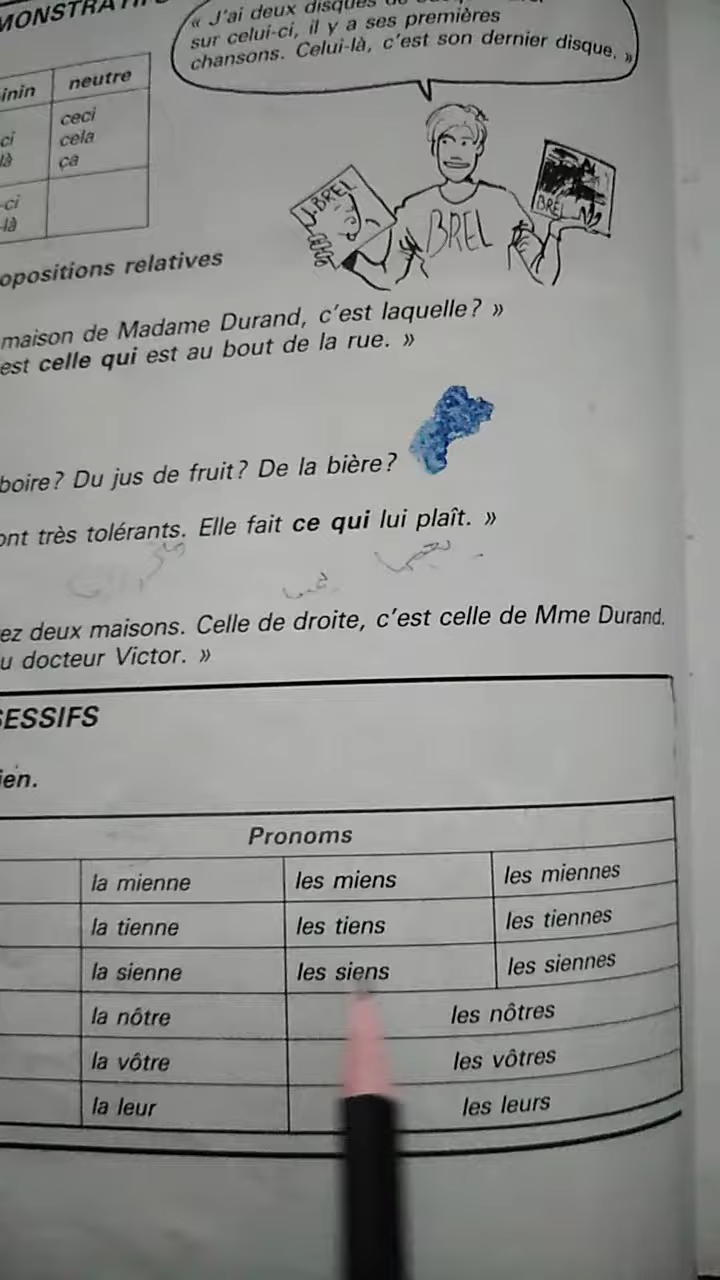 « J'ai deux disques
sur celui-ci, il y a ses premières
chansons. Celui-là, c'est son dernier disque. »
inin neutre
ci ceci
là cela
ça
-ci
-là
J. BREL
BREL
BREL
opositions relatives
maison de Madame Durand, c'est laquelle ? »
est celle qui est au bout de la rue. »
boire ? Du jus de fruit ? De la bière ?
ont très tolérants. Elle fait ce qui lui plaît. »
ez deux maisons. Celle de droite, c'est celle de Mme Durand.
u docteur Victor. »
SESSIFS
ien.
Pronoms
la mienne les miens les miennes
la tienne les tiens les tiennes
la sienne les siens les siennes
la nôtre les nôtres
la vôtre les vôtres
la leur les leurs